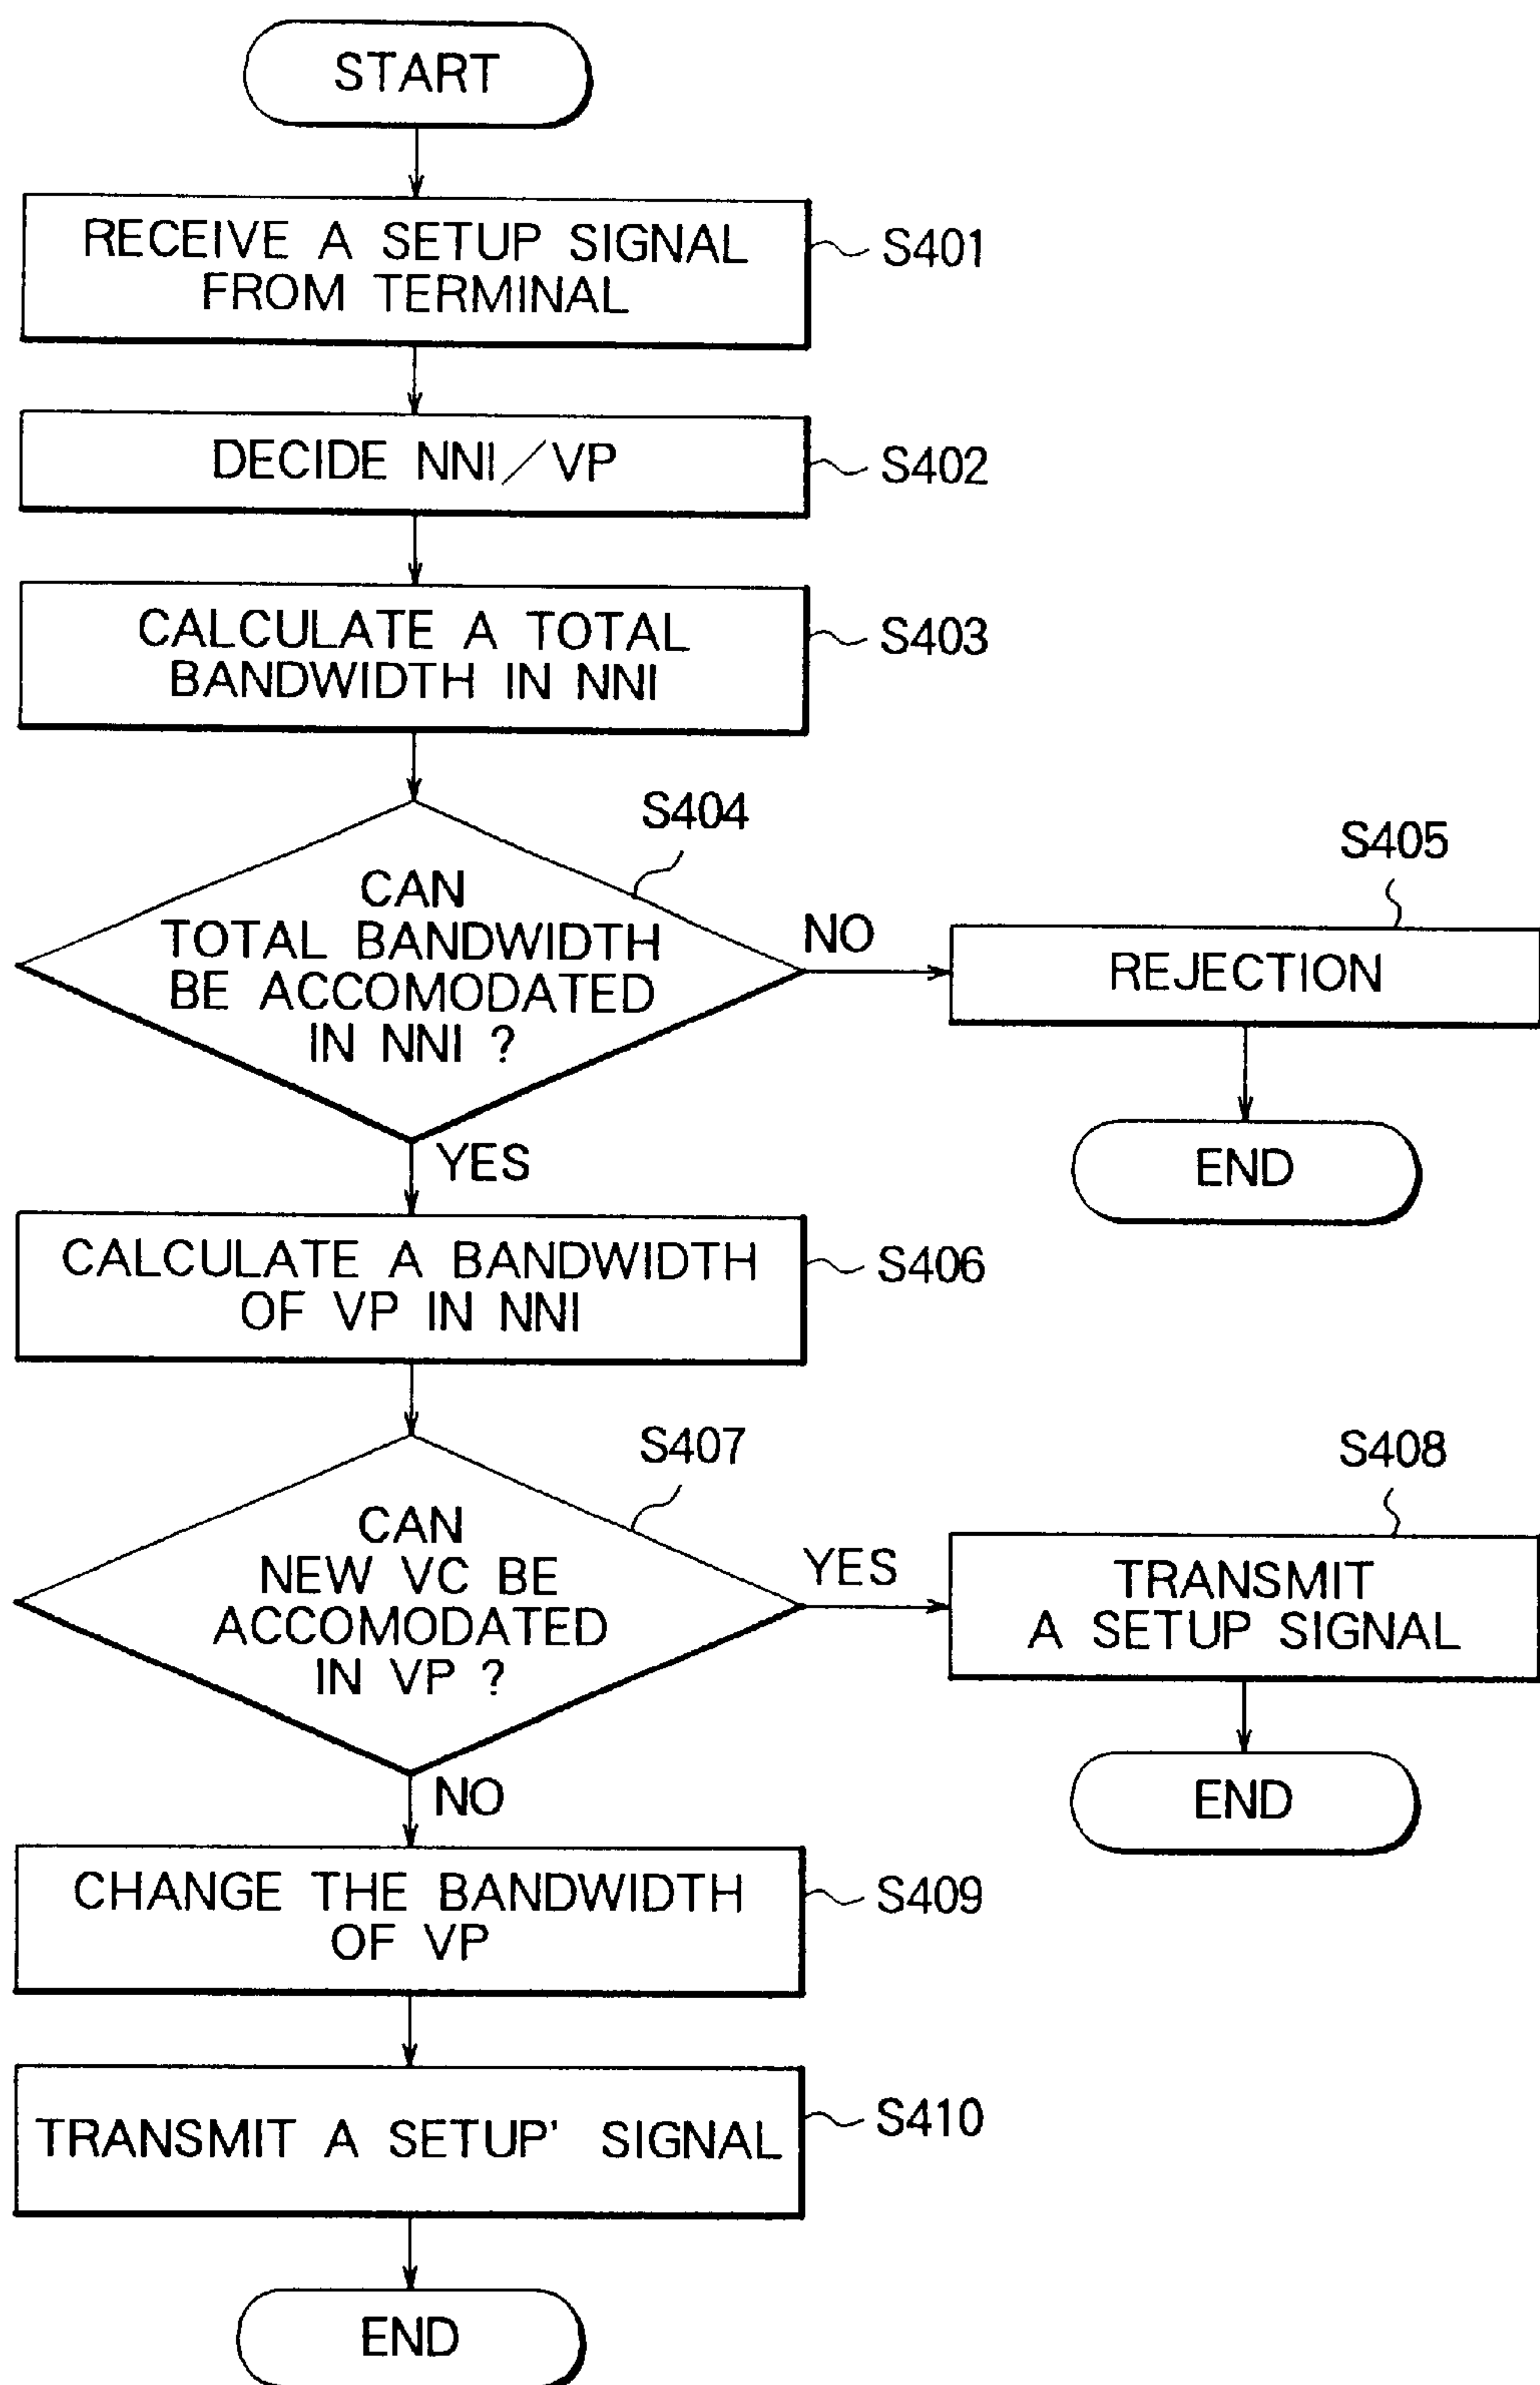 START
RECEIVE A SETUP SIGNAL
FROM TERMINAL
S401
DECIDE NNI/VP
S402
CALCULATE A TOTAL
BANDWIDTH IN NNI
S403
S404
CAN
TOTAL BANDWIDTH
BE ACCOMODATED
IN NNI ?
NO
S405
REJECTION
END
YES
CALCULATE A BANDWIDTH
OF VP IN NNI
S406
S407
CAN
NEW VC BE
ACCOMODATED
IN VP ?
YES
S408
TRANSMIT
A SETUP SIGNAL
END
NO
CHANGE THE BANDWIDTH
OF VP
S409
TRANSMIT A SETUP' SIGNAL
S410
END